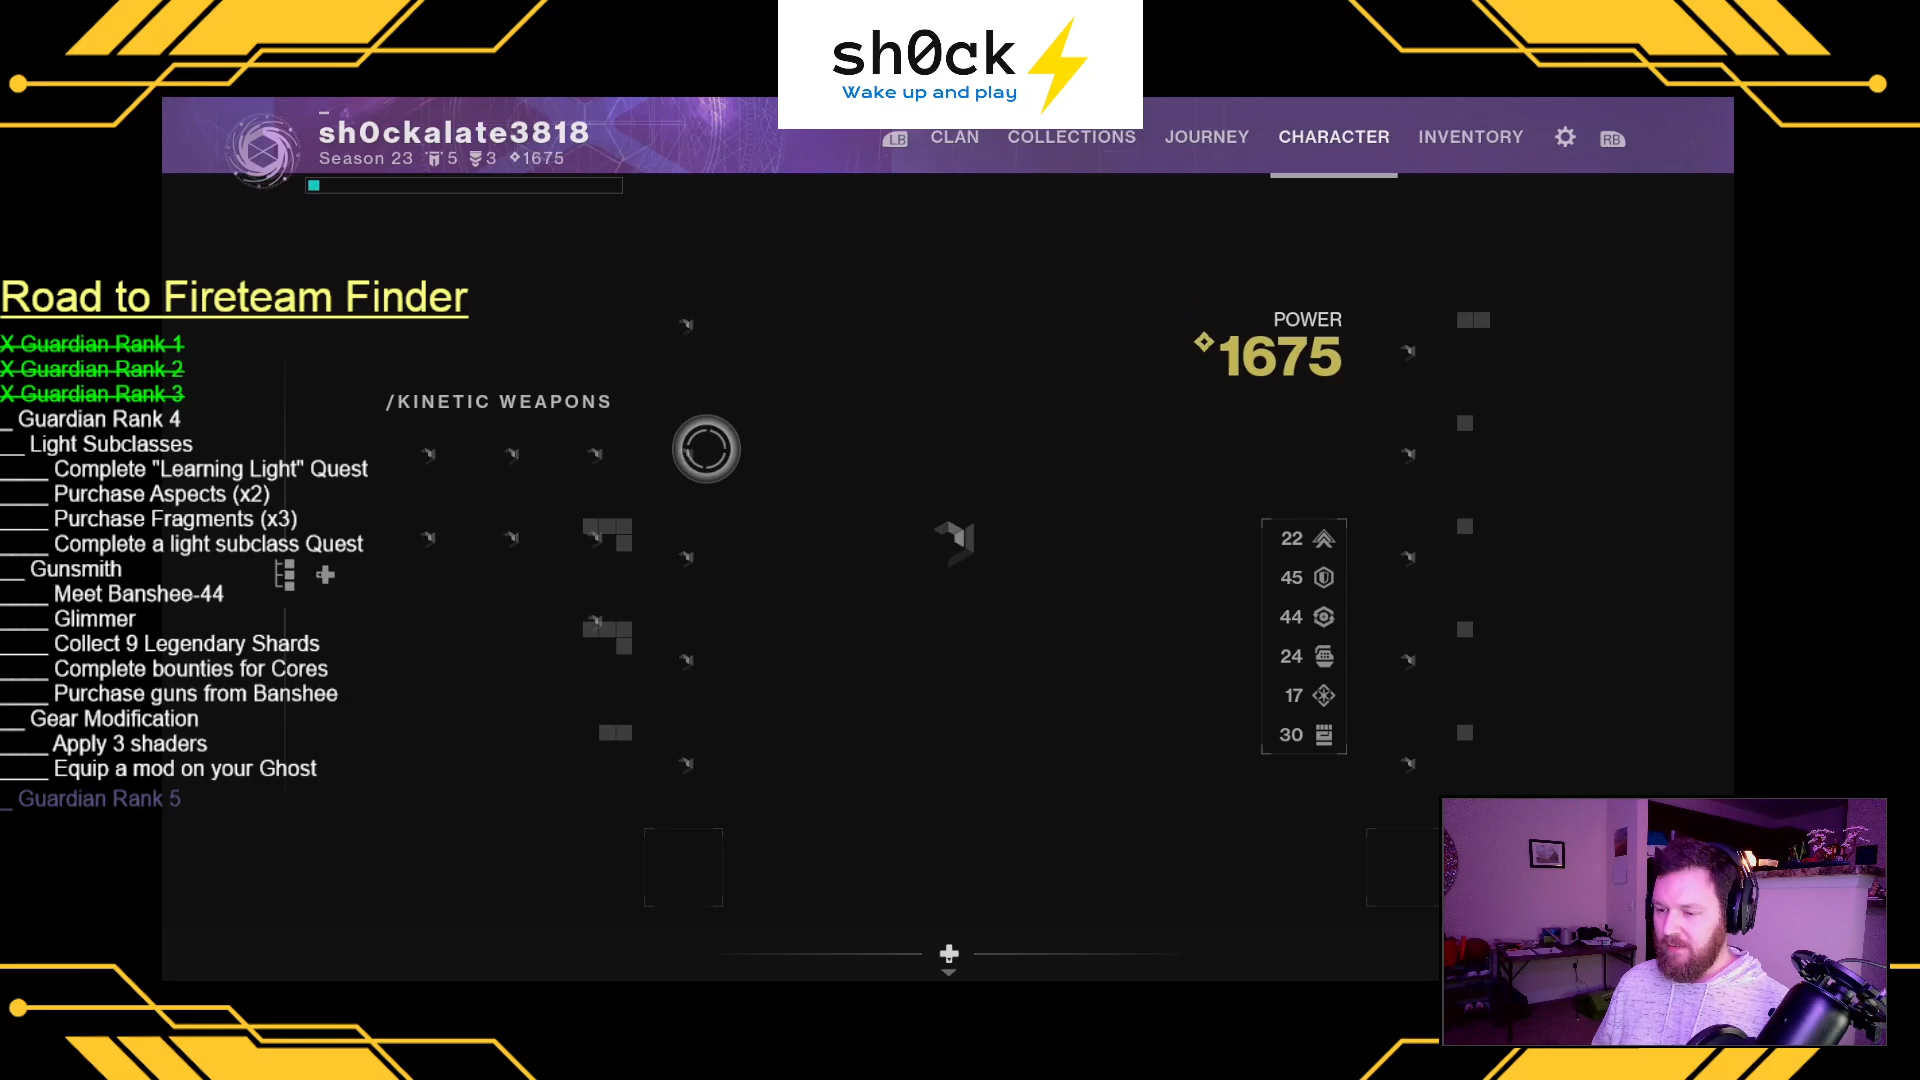 sh0ck
Wake up and play
sh0ckalate3818
Season 23 5 3 1675
LB CLAN COLLECTIONS JOURNEY CHARACTER INVENTORY RB
Road to Fireteam Finder
X Guardian Rank 1
X Guardian Rank 2
X Guardian Rank 3
_ Guardian Rank 4
__ Light Subclasses
____ Complete "Learning Light" Quest
____ Purchase Aspects (x2)
____ Purchase Fragments (x3)
____ Complete a light subclass Quest
__ Gunsmith
____ Meet Banshee-44
____ Glimmer
____ Collect 9 Legendary Shards
____ Complete bounties for Cores
____ Purchase guns from Banshee
__ Gear Modification
____ Apply 3 shaders
____ Equip a mod on your Ghost
_ Guardian Rank 5
/KINETIC WEAPONS
POWER
1675
22
45
44
24
17
30